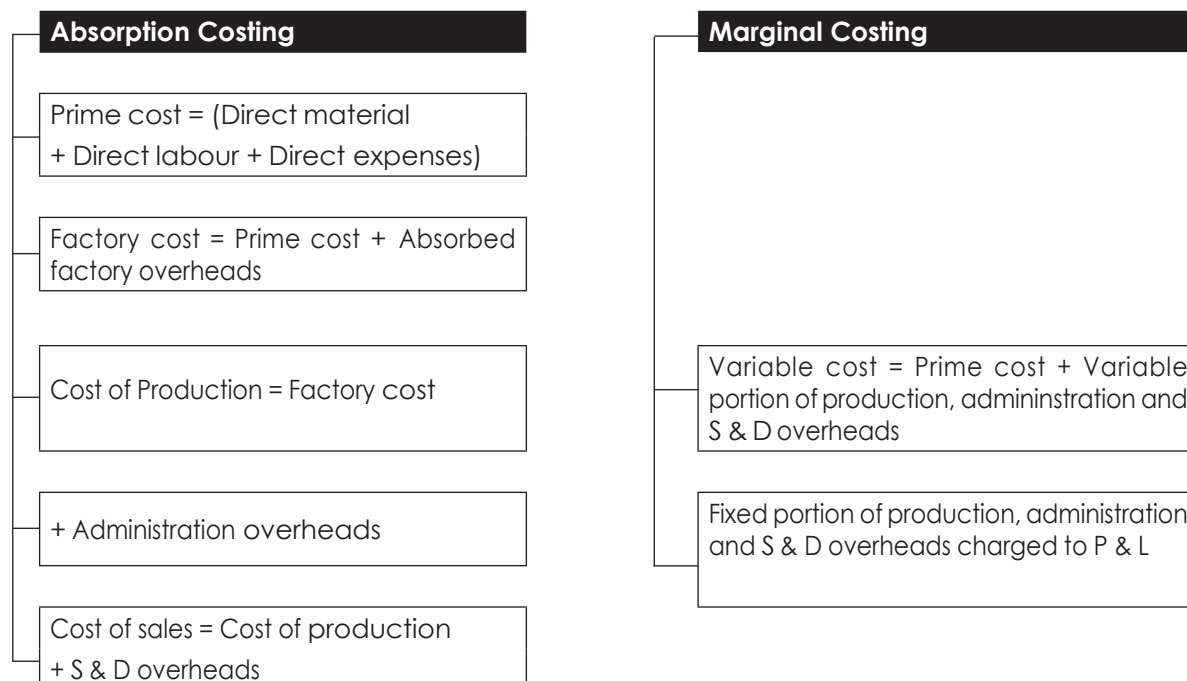 Absorption Costing
Prime cost = (Direct material
+ Direct labour + Direct expenses)
Factory cost = Prime cost + Absorbed
factory overheads
Cost of Production = Factory cost
+ Administration overheads
Cost of sales = Cost of production
+ S & D overheads
Marginal Costing
Variable cost = Prime cost + Variable
portion of production, admininstration and
S & D overheads
Fixed portion of production, administration
and S & D overheads charged to P & L